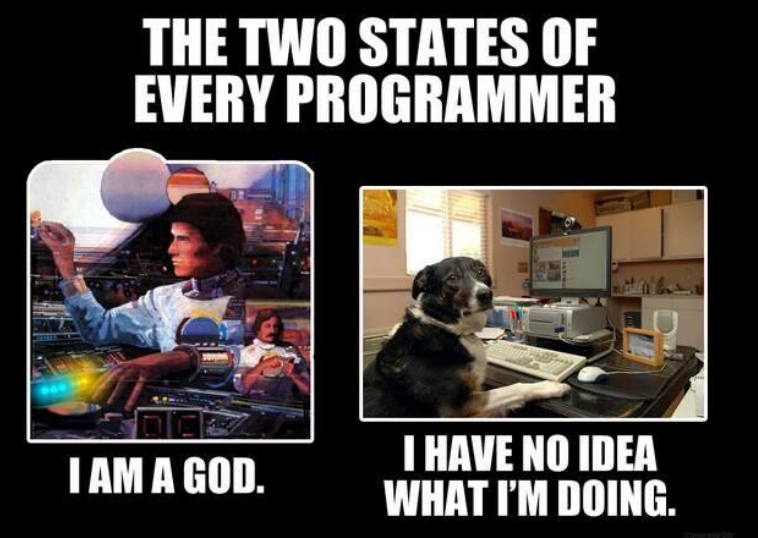 THE TWO STATES OF
EVERY PROGRAMMER
I AM A GOD.
I HAVE NO IDEA
WHAT I'M DOING.